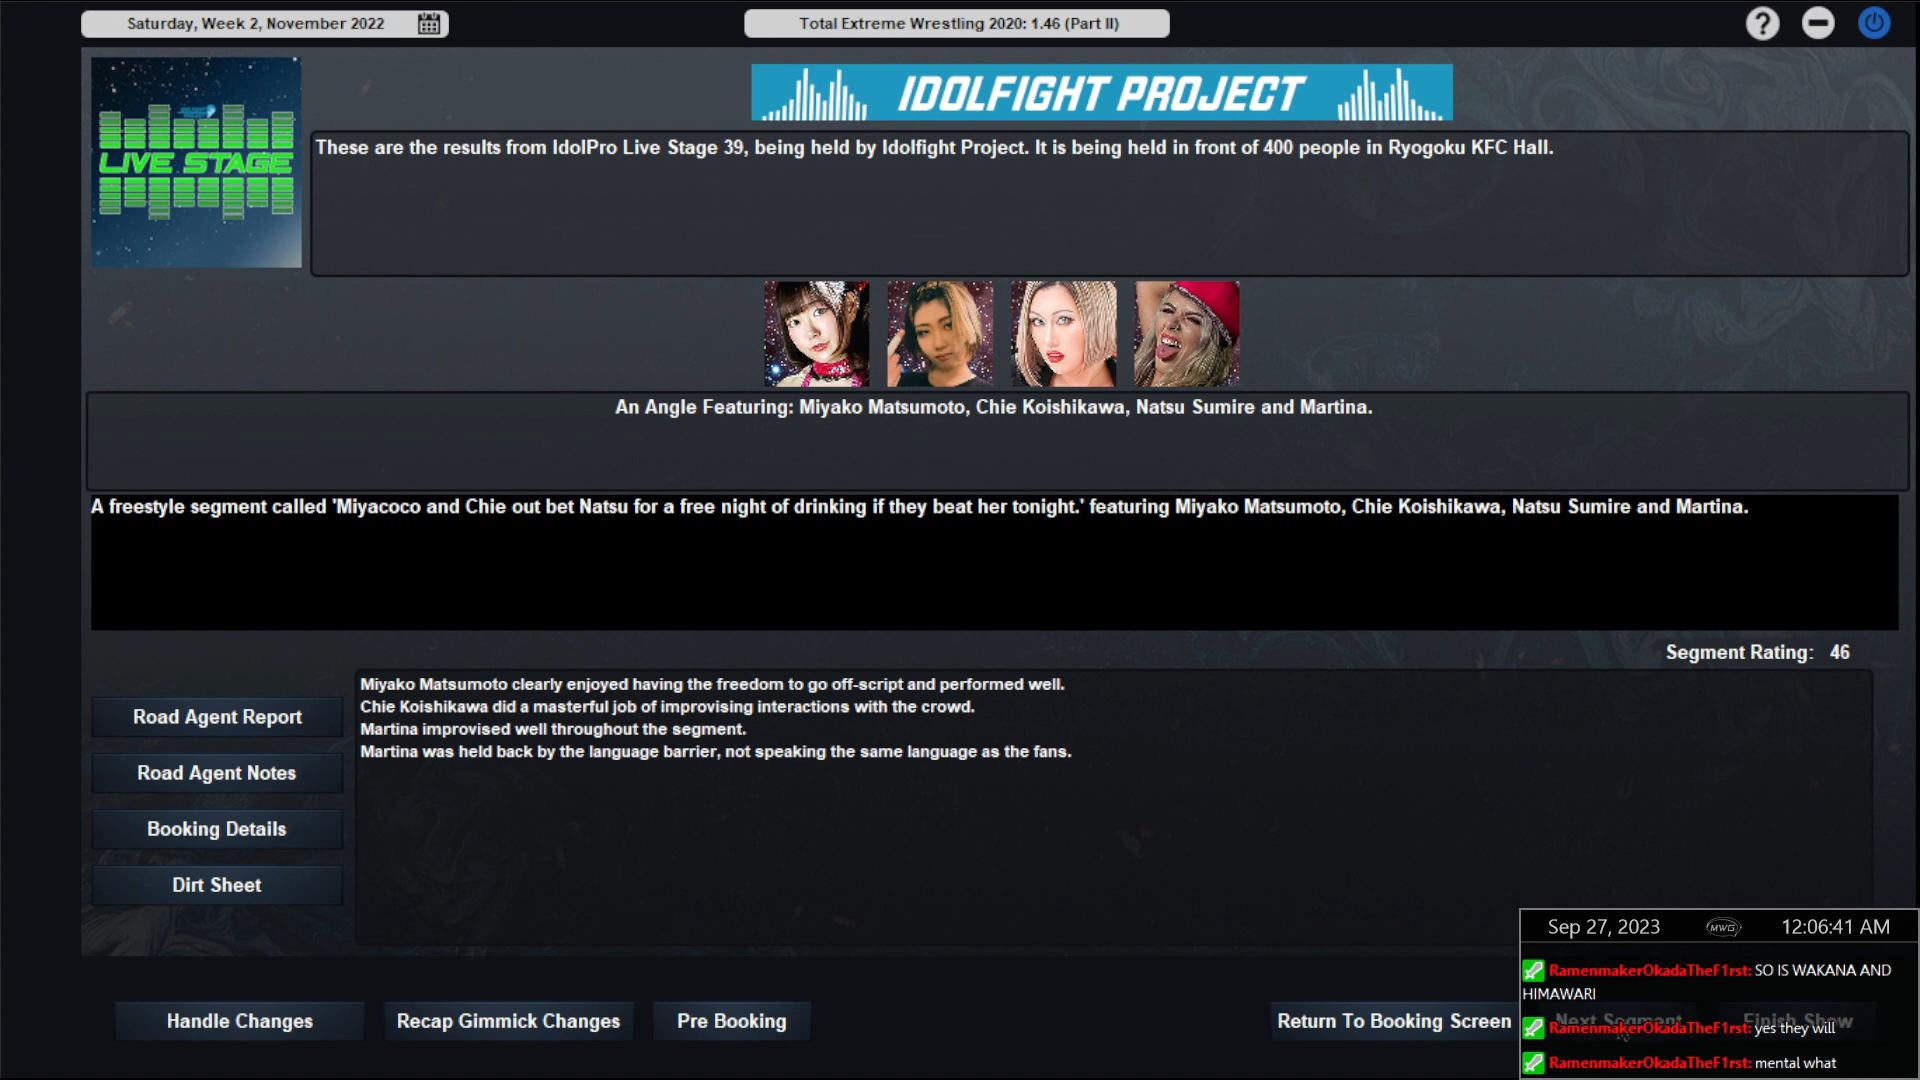 Saturday, Week 2, November 2022
Total Extreme Wrestling 2020: 1.46 (Part II)
?
LIVE STAGE
IDOLFIGHT PROJECT
These are the results from IdolPro Live Stage 39, being held by Idolfight Project. It is being held in front of 400 people in Ryogoku KFC Hall.
An Angle Featuring: Miyako Matsumoto, Chie Koishikawa, Natsu Sumire and Martina.
A freestyle segment called 'Miyacoco and Chie out bet Natsu for a free night of drinking if they beat her tonight.' featuring Miyako Matsumoto, Chie Koishikawa, Natsu Sumire and Martina.
Segment Rating: 46
Miyako Matsumoto clearly enjoyed having the freedom to go off-script and performed well.
Chie Koishikawa did a masterful job of improvising interactions with the crowd.
Martina improvised well throughout the segment.
Martina was held back by the language barrier, not speaking the same language as the fans.
Road Agent Report
Road Agent Notes
Booking Details
Dirt Sheet
Handle Changes
Recap Gimmick Changes
Pre Booking
Return To Booking Screen
Next Segment
Finish Show
Sep 27, 2023
MWG
12:06:41 AM
RamenmakerOkadaTheF1rst: SO IS WAKANA AND
HIMAWARI
RamenmakerOkadaTheF1rst: yes they will
RamenmakerOkadaTheF1rst: mental what